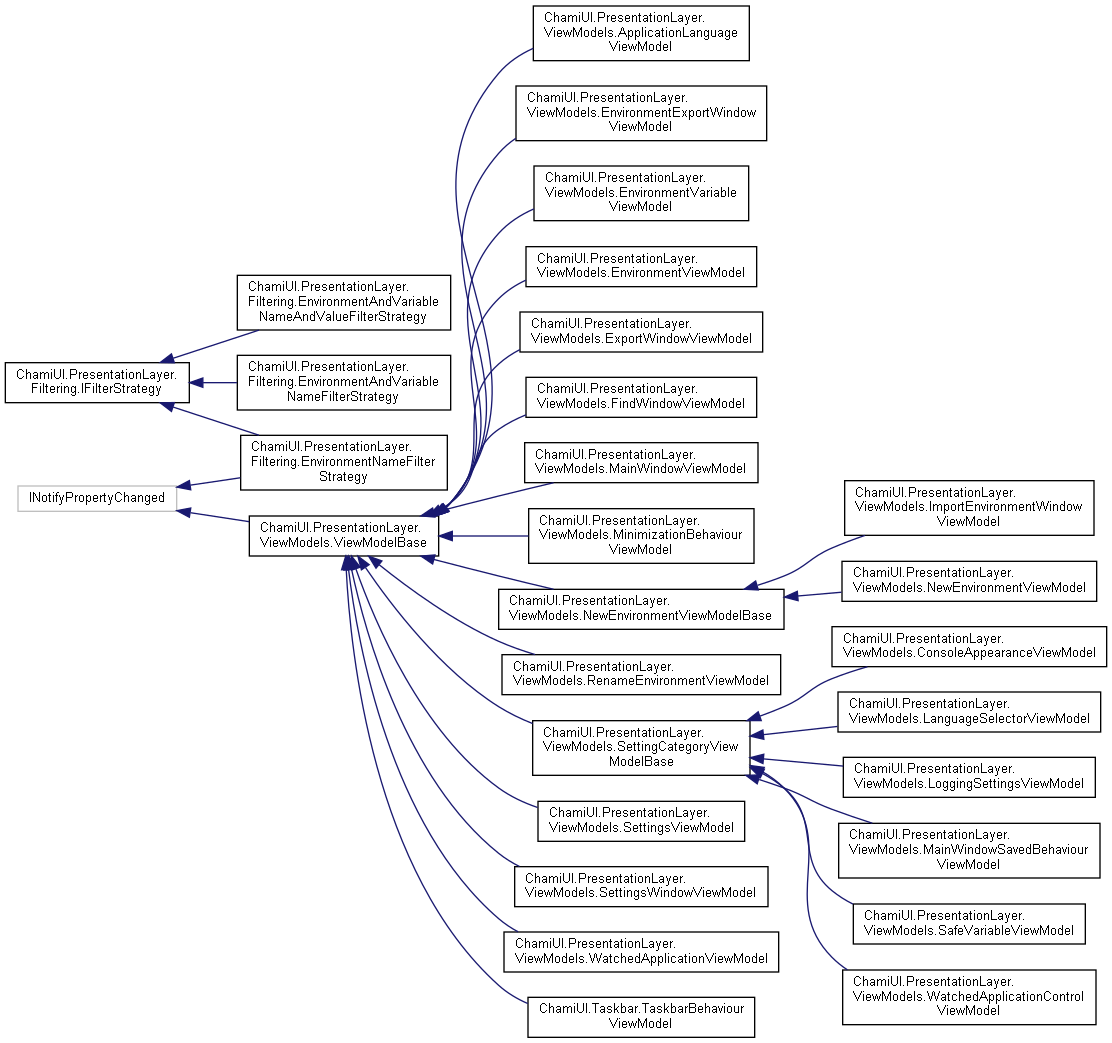 ChamiUI.PresentationLayer.
ViewModels.ApplicationLanguage
ViewModel
ChamiUI.PresentationLayer.
ViewModels.EnvironmentExportWindow
ViewModel
ChamiUI.PresentationLayer.
ViewModels.EnvironmentVariable
ViewModel
ChamiUI.PresentationLayer.
ViewModels.EnvironmentViewModel
ChamiUI.PresentationLayer.
Filtering.EnvironmentAndVariable
NameAndValueFilterStrategy
ChamiUI.PresentationLayer.
ViewModels.ExportWindowViewModel
ChamiUI.PresentationLayer.
Filtering.IFilterStrategy
ChamiUI.PresentationLayer.
Filtering.EnvironmentAndVariable
NameFilterStrategy
ChamiUI.PresentationLayer.
ViewModels.FindWindowViewModel
ChamiUI.PresentationLayer.
Filtering.EnvironmentNameFilter
Strategy
ChamiUI.PresentationLayer.
ViewModels.MainWindowViewModel
INotifyPropertyChanged
ChamiUI.PresentationLayer.
ViewModels.ViewModelBase
ChamiUI.PresentationLayer.
ViewModels.MinimizationBehaviour
ViewModel
ChamiUI.PresentationLayer.
ViewModels.ImportEnvironmentWindow
ViewModel
ChamiUI.PresentationLayer.
ViewModels.NewEnvironmentViewModelBase
ChamiUI.PresentationLayer.
ViewModels.NewEnvironmentViewModel
ChamiUI.PresentationLayer.
ViewModels.RenameEnvironmentViewModel
ChamiUI.PresentationLayer.
ViewModels.ConsoleAppearanceViewModel
ChamiUI.PresentationLayer.
ViewModels.SettingCategoryView
ModelBase
ChamiUI.PresentationLayer.
ViewModels.LanguageSelectorViewModel
ChamiUI.PresentationLayer.
ViewModels.LoggingSettingsViewModel
ChamiUI.PresentationLayer.
ViewModels.SettingsViewModel
ChamiUI.PresentationLayer.
ViewModels.MainWindowSavedBehaviour
ViewModel
ChamiUI.PresentationLayer.
ViewModels.SettingsWindowViewModel
ChamiUI.PresentationLayer.
ViewModels.SafeVariableViewModel
ChamiUI.PresentationLayer.
ViewModels.WatchedApplicationViewModel
ChamiUI.PresentationLayer.
ViewModels.WatchedApplicationControl
ViewModel
ChamiUI.Taskbar.TaskbarBehaviour
ViewModel